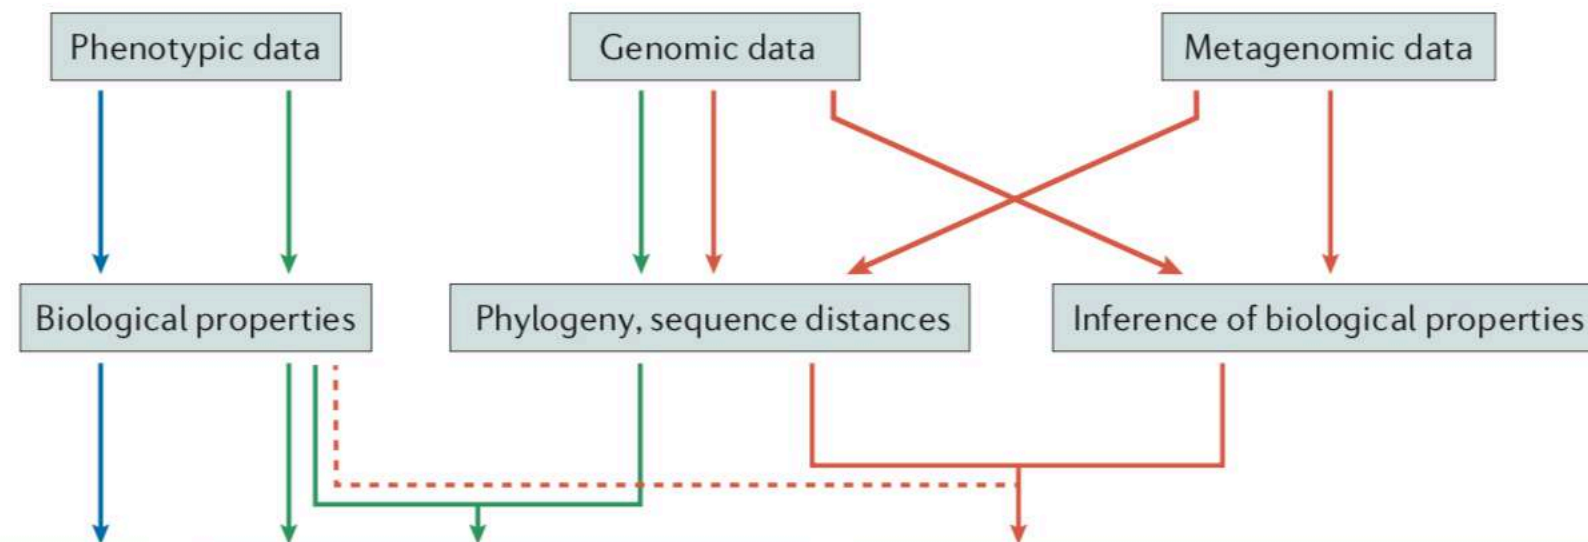 Phenotypic data
Genomic data
Metagenomic data
Biological properties
Phylogeny, sequence distances
Inference of biological properties